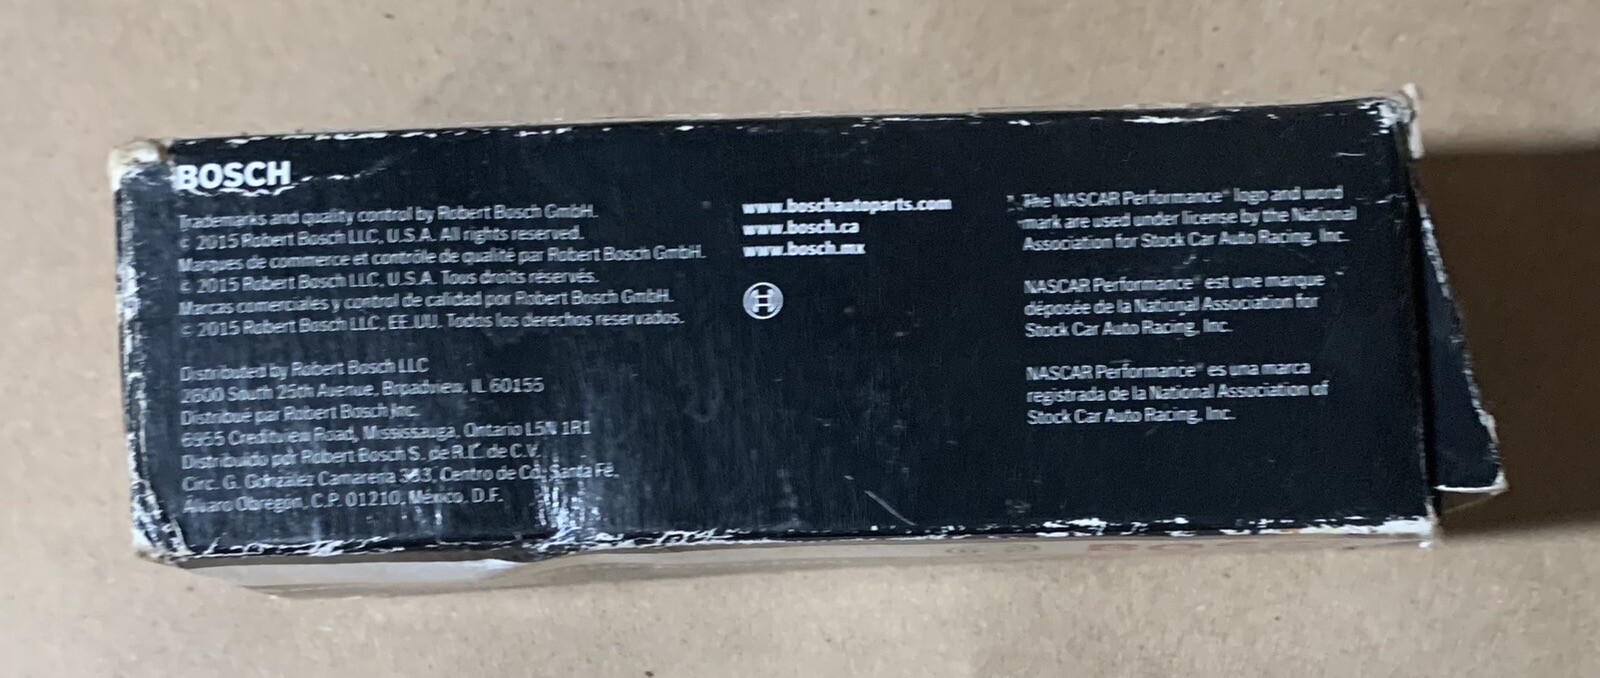 BOSCH
Trademarks and quality control by Robert Bosch GmbH.
© 2015 Robert Bosch LLC, U.S.A. All rights reserved.
Marques de commerce et contrôle de qualité par Robert Bosch GmbH.
© 2015 Robert Bosch LLC, U.S.A. Tous droits réservés.
Marcas comerciales y control de calidad por Robert Bosch GmbH.
© 2015 Robert Bosch LLC, EE.UU. Todos los derechos reservados.
Distributed by Robert Bosch LLC
2800 South 25th Avenue, Broadview, IL 60155
Distribué par Robert Bosch Inc.
6955 Creditview Road, Mississauga, Ontario L5N 1R1
Distribuido por Robert Bosch S. de R.L. de C.V.
Circ. G. González Camarena 333, Centro de Cd. Santa Fé,
Álvaro Obregón, C.P. 01210, México, D.F.
www.boschautoparts.com
www.bosch.ca
www.bosch.mx
The NASCAR Performance® logo and word
mark are used under license by the National
Association for Stock Car Auto Racing, Inc.
NASCAR Performance® est une marque
déposée de la National Association for
Stock Car Auto Racing, Inc.
NASCAR Performance® es una marca
registrada de la National Association of
Stock Car Auto Racing, Inc.